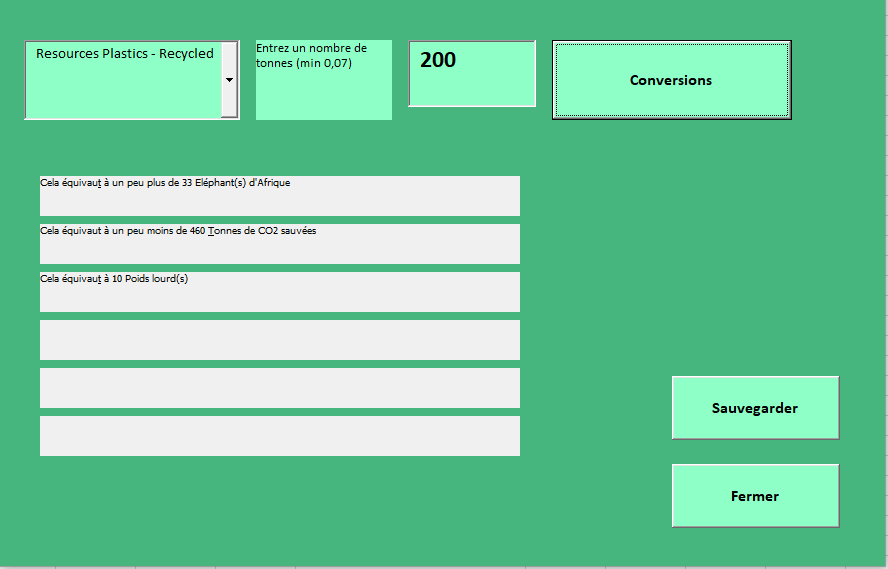 Resources Plastics - Recycled
Entrez un nombre de
tonnes (min 0,07)
200
Conversions
Cela équivaut à un peu plus de 33 Eléphant(s) d'Afrique
Cela équivaut à un peu moins de 460 Tonnes de CO2 sauvées
Cela équivaut à 10 Poids lourd(s)
Sauvegarder
Fermer